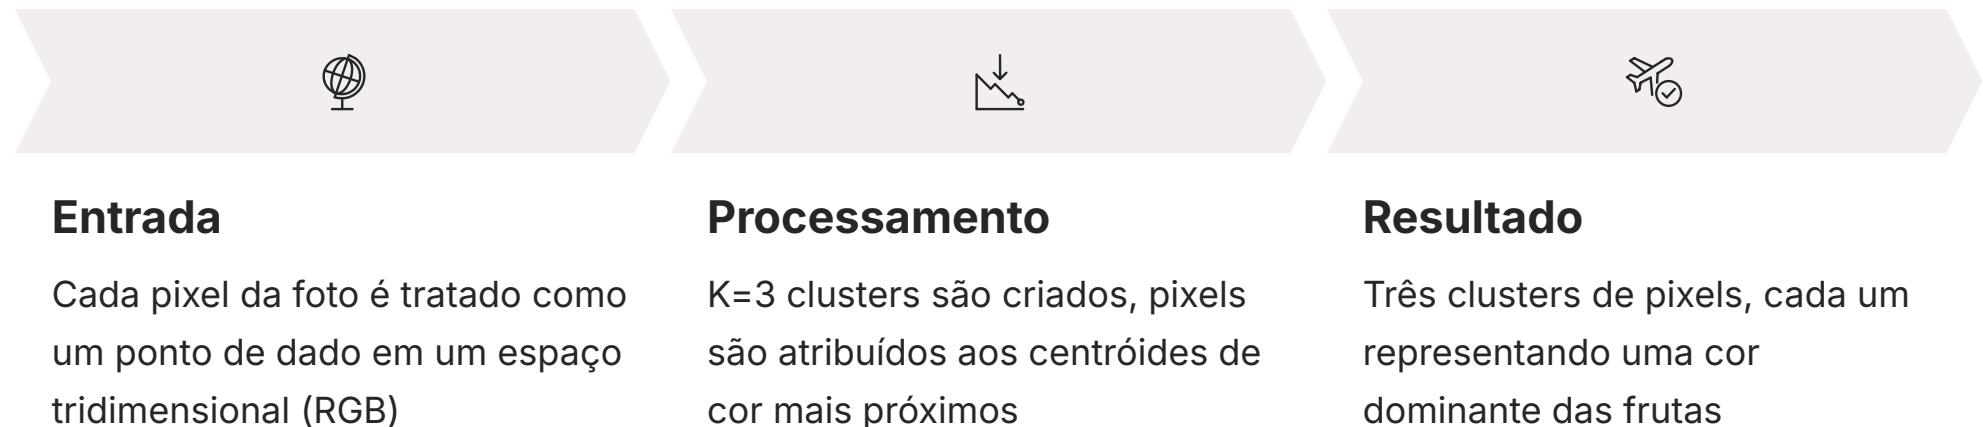 Entrada
Cada pixel da foto é tratado como
um ponto de dado em um espaço
tridimensional (RGB)
Processamento
K=3 clusters são criados, pixels
são atribuídos aos centróides de
cor mais próximos
Resultado
Três clusters de pixels, cada um
representando uma cor
dominante das frutas